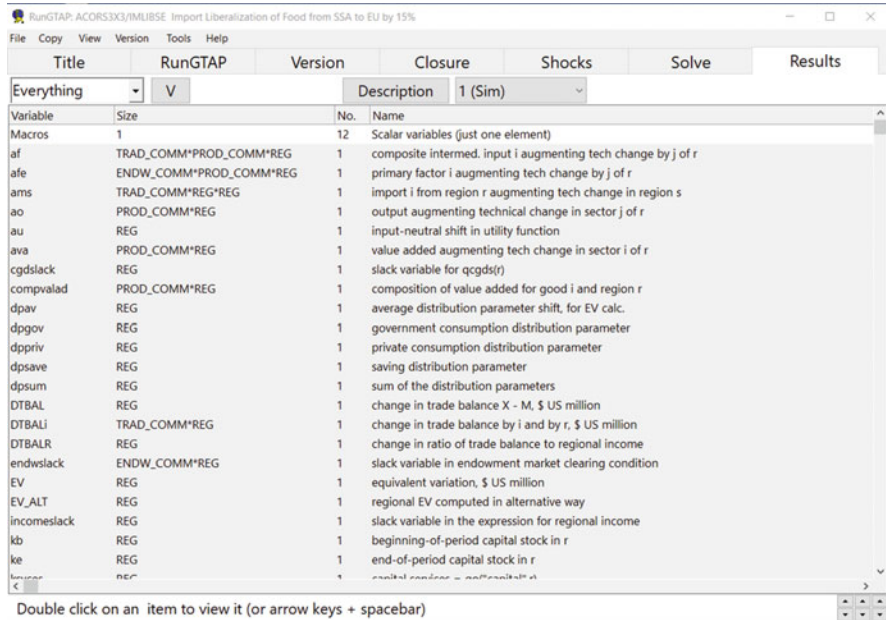 RunGTAP: ACORS3X3/IMLIBSE Import Liberalization of Food from SSA to EU by 15%
File Copy View Version Tools Help
Title RunGTAP Version Closure Shocks Solve Results
Everything V Description 1 (Sim)
Variable Size No. Name
Macros 1 12 Scalar variables (just one element)
af TRAD_COMM*PROD_COMM*REG 1 composite intermed. input i augmenting tech change by j of r
afe ENDW_COMM*PROD_COMM*REG 1 primary factor i augmenting tech change by j of r
ams TRAD_COMM*REG*REG 1 import i from region r augmenting tech change in region s
ao PROD_COMM*REG 1 output augmenting technical change in sector j of r
au REG 1 input-neutral shift in utility function
ava PROD_COMM*REG 1 value added augmenting tech change in sector i of r
cgdslack REG 1 slack variable for qcgds(r)
compvalad PROD_COMM*REG 1 composition of value added for good i and region r
dpav REG 1 average distribution parameter shift, for EV calc.
dpgov REG 1 government consumption distribution parameter
dppriv REG 1 private consumption distribution parameter
dpsave REG 1 saving distribution parameter
dpsum REG 1 sum of the distribution parameters
DTBAL REG 1 change in trade balance X - M, $ US million
DTBALi TRAD_COMM*REG 1 change in trade balance by i and by r, $ US million
DTBALR REG 1 change in ratio of trade balance to regional income
endwslack ENDW_COMM*REG 1 slack variable in endowment market clearing condition
EV REG 1 equivalent variation, $ US million
EV_ALT REG 1 regional EV computed in alternative way
incomeslack REG 1 slack variable in the expression for regional income
kb REG 1 beginning-of-period capital stock in r
ke REG 1 end-of-period capital stock in r
REG 1 capital services = qo("capital",r)
Double click on an item to view it (or arrow keys + spacebar)